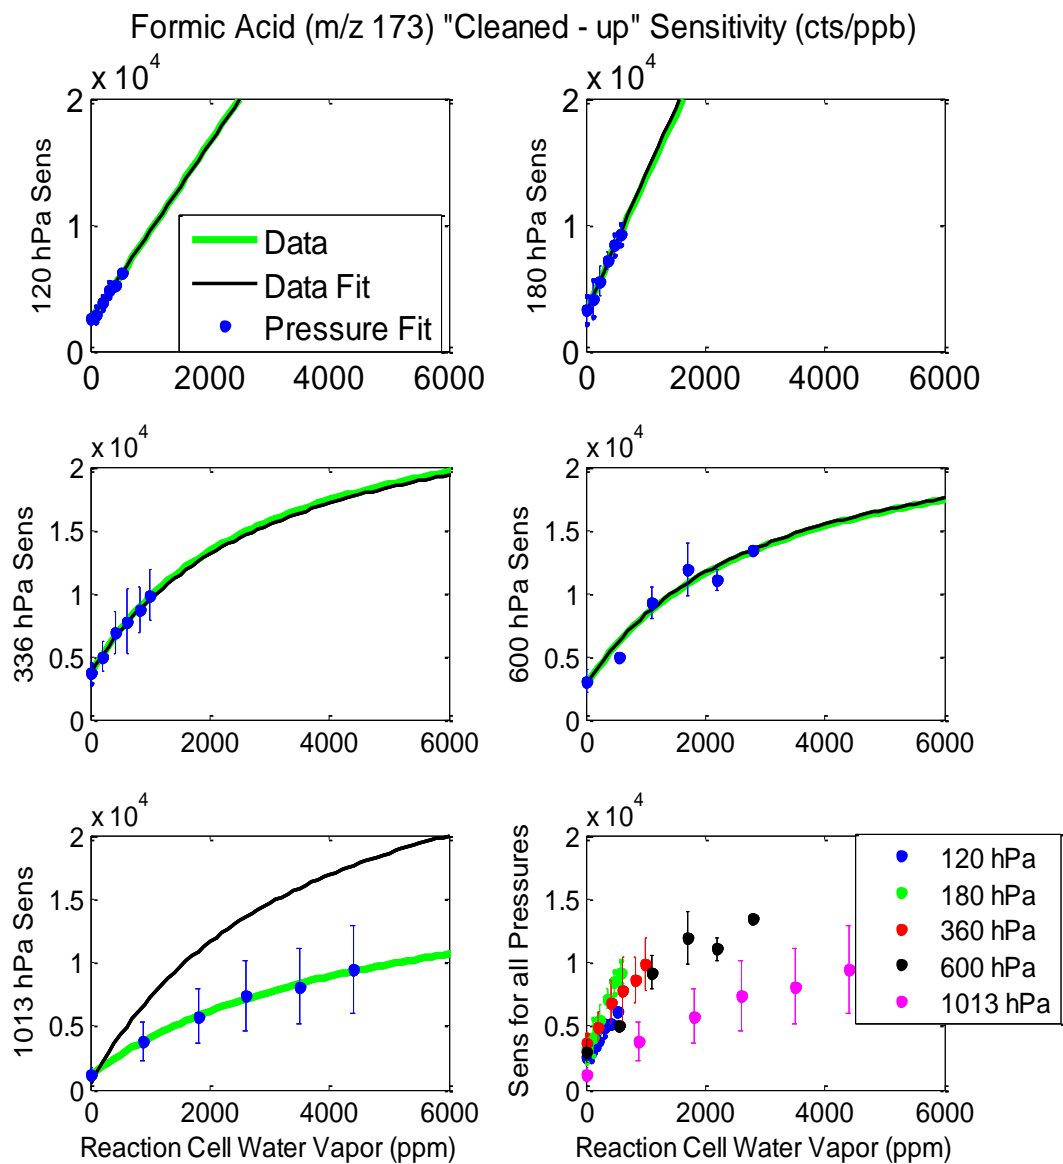 Formic Acid (m/z 173) "Cleaned - up" Sensitivity (cts/ppb)
x 10^4
2
1
0
120 hPa Sens
Data
Data Fit
Pressure Fit
0 2000 4000 6000
x 10^4
2
1
0
180 hPa Sens
0 2000 4000 6000
x 10^4
2
1.5
1
0.5
0
336 hPa Sens
0 2000 4000 6000
x 10^4
2
1.5
1
0.5
0
600 hPa Sens
0 2000 4000 6000
x 10^4
2
1.5
1
0.5
0
1013 hPa Sens
0 2000 4000 6000
Reaction Cell Water Vapor (ppm)
x 10^4
2
1.5
1
0.5
0
Sens for all Pressures
120 hPa
180 hPa
360 hPa
600 hPa
1013 hPa
0 2000 4000 6000
Reaction Cell Water Vapor (ppm)